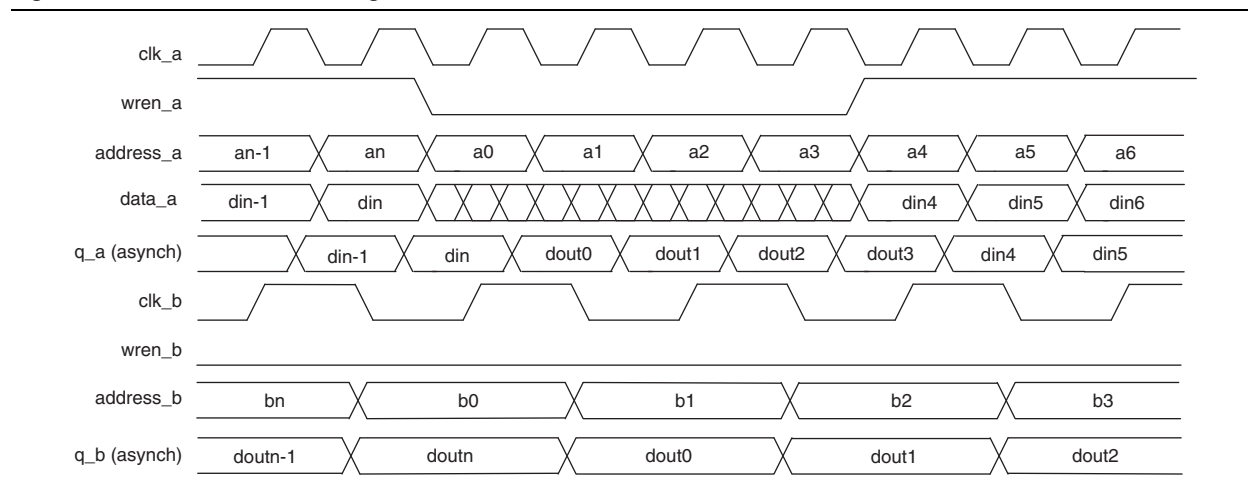 clk_a
wren_a
address_a an-1 an a0 a1 a2 a3 a4 a5 a6
data_a din-1 din din4 din5 din6
q_a (asynch) din-1 din dout0 dout1 dout2 dout3 din4 din5
clk_b
wren_b
address_b bn b0 b1 b2 b3
q_b (asynch) doutn-1 doutn dout0 dout1 dout2